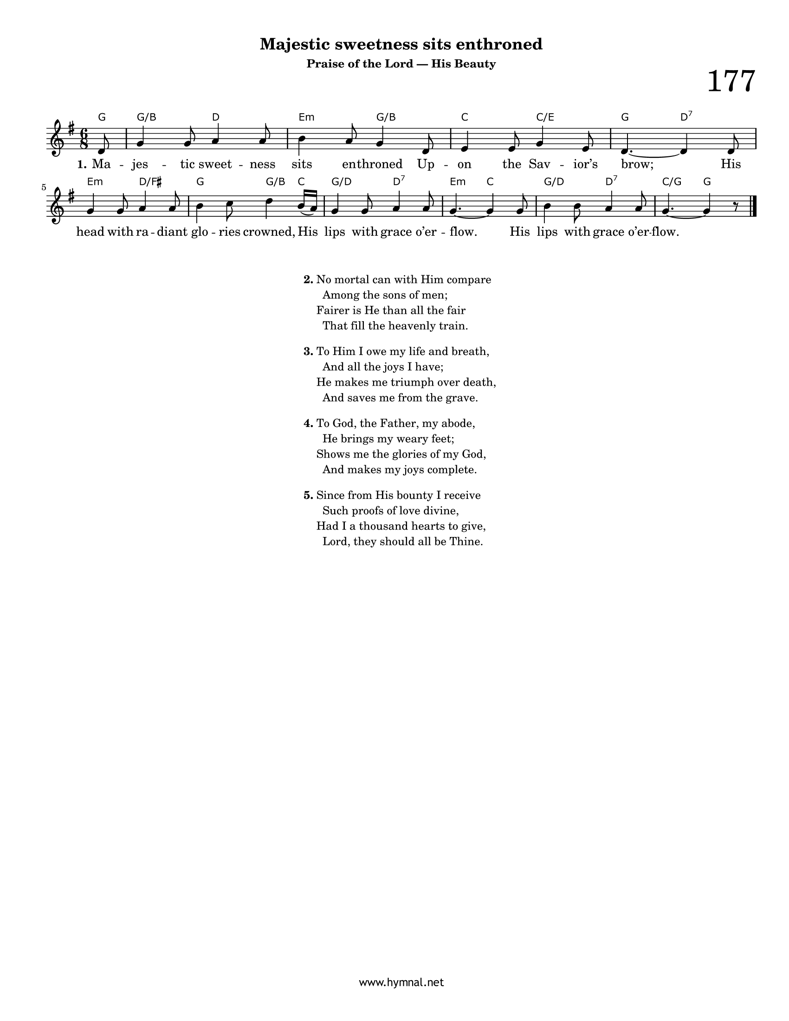 Majestic sweetness sits enthroned
Praise of the Lord — His Beauty
177
G G/B D Em G/B C C/E G D7
1. Ma - jes - tic sweet - ness sits enthroned Up - on the Sav - ior's brow; His
5 Em D/F♯ G G/B C G/D D7 Em C G/D D7 C/G G
head with ra - diant glo - ries crowned, His lips with grace o'er - flow. His lips with grace o'er-flow.
2. No mortal can with Him compare
Among the sons of men;
Fairer is He than all the fair
That fill the heavenly train.
3. To Him I owe my life and breath,
And all the joys I have;
He makes me triumph over death,
And saves me from the grave.
4. To God, the Father, my abode,
He brings my weary feet;
Shows me the glories of my God,
And makes my joys complete.
5. Since from His bounty I receive
Such proofs of love divine,
Had I a thousand hearts to give,
Lord, they should all be Thine.
www.hymnal.net